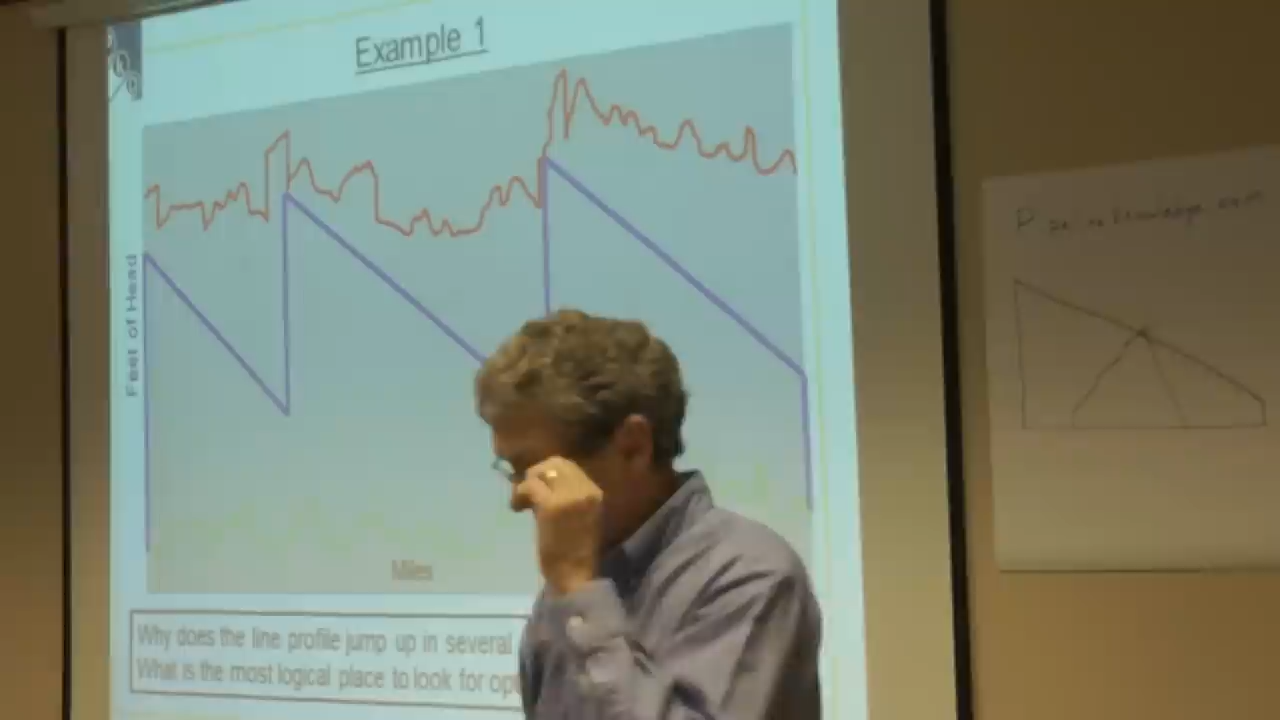 Example 1
Feet of Head
Miles
Why does the line profile jump up in several
What is the most logical place to look for op